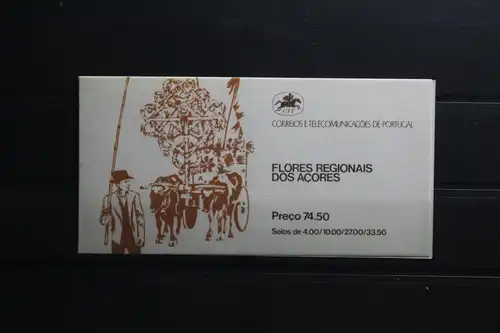 CTT
CORREIOS E TELECOMUNICAÇÕES DE PORTUGAL
FLORES REGIONAIS
DOS AÇORES
Preço 74.50
Selos de 4.00/10.00/27.00/33.50